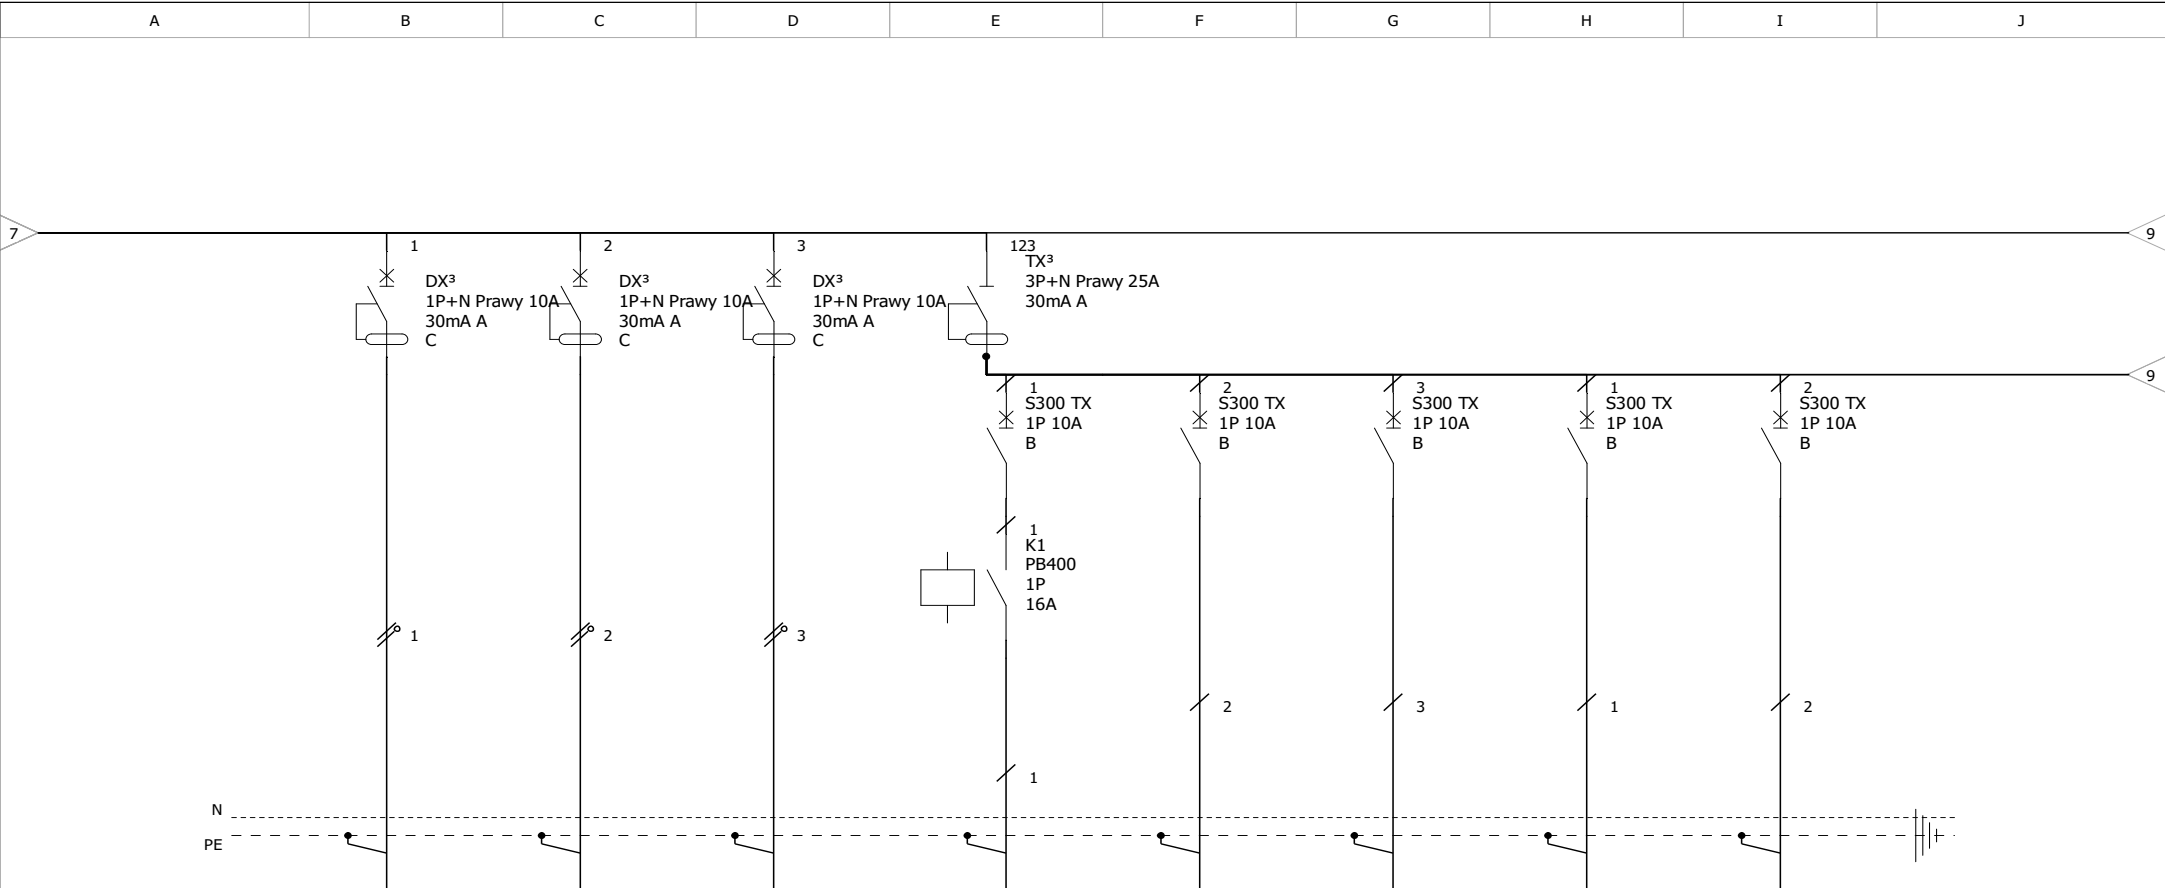 A B C D E F G H I J
7 9
1 2 3 123
DX³
1P+N Prawy 10A
30mA A
C
DX³
1P+N Prawy 10A
30mA A
C
DX³
1P+N Prawy 10A
30mA A
C
TX³
3P+N Prawy 25A
30mA A
9
1 2 3 1 2
S300 TX
1P 10A
B
S300 TX
1P 10A
B
S300 TX
1P 10A
B
S300 TX
1P 10A
B
S300 TX
1P 10A
B
1
K1
PB400
1P
16A
1 2 3
2 3 1 2
1
N
PE